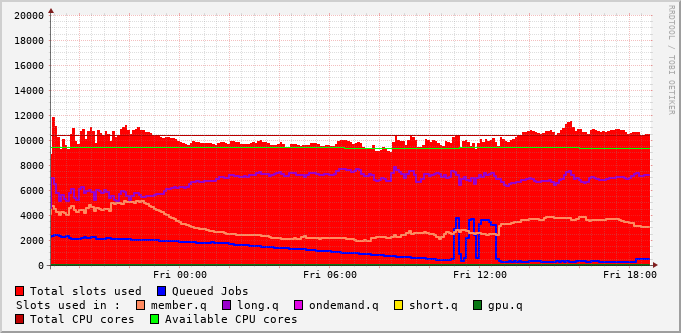 20000
18000
16000
14000
12000
10000
8000
6000
4000
2000
0
Fri 00:00 Fri 06:00 Fri 12:00 Fri 18:00
RRDTOOL / TOBI OETIKER
Total slots used Queued Jobs
Slots used in : member.q long.q ondemand.q short.q gpu.q
Total CPU cores Available CPU cores